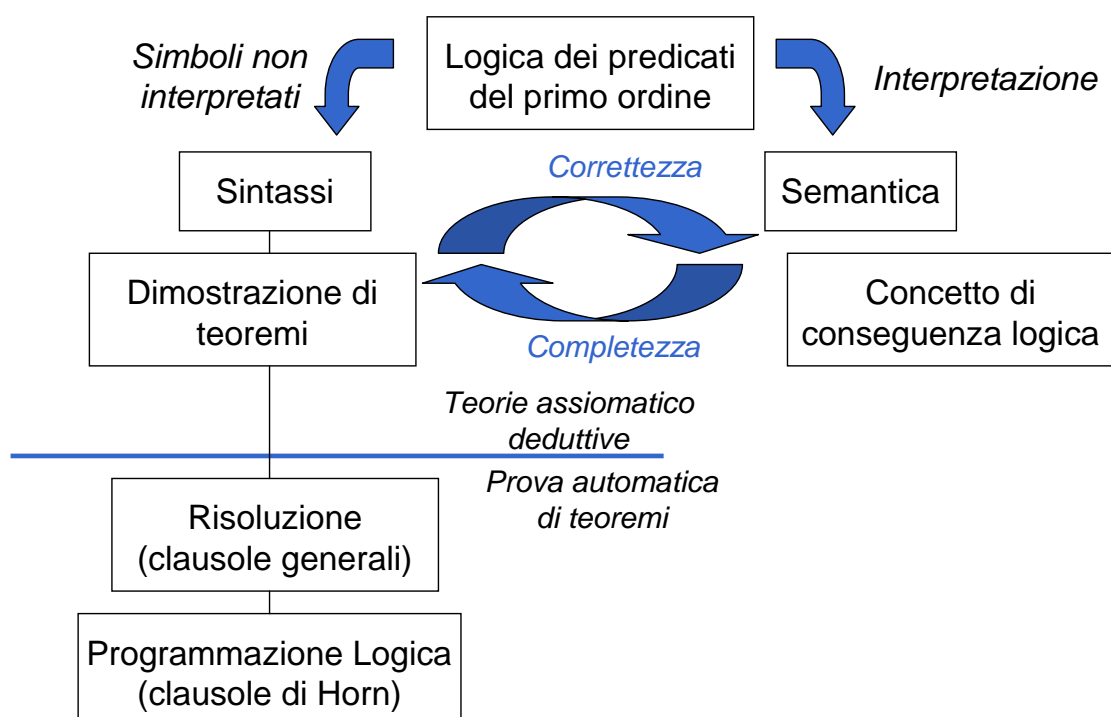 Simboli non
interpretati
Logica dei predicati
del primo ordine
Interpretazione
Sintassi
Correttezza
Semantica
Dimostrazione di
teoremi
Completezza
Concetto di
conseguenza logica
Teorie assiomatico
deduttive
Prova automatica
di teoremi
Risoluzione
(clausole generali)
Programmazione Logica
(clausole di Horn)